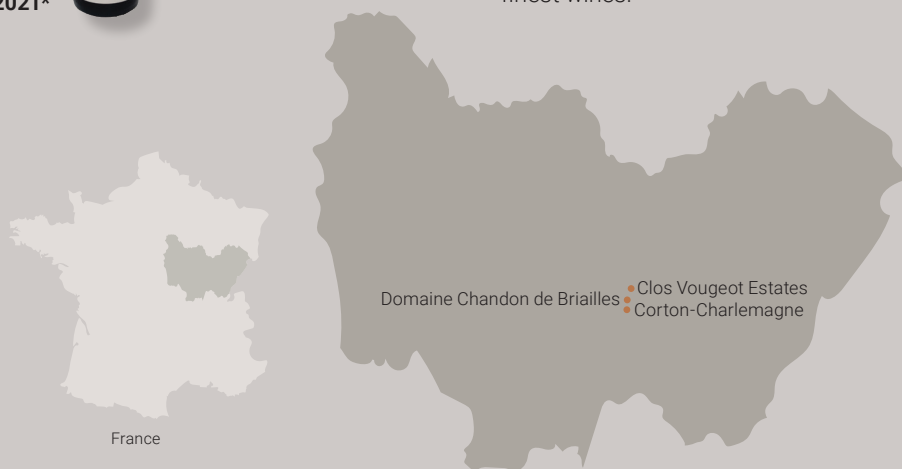 2021*
finest wines.
Clos Vougeot Estates
Domaine Chandon de Briailles
Corton-Charlemagne
France